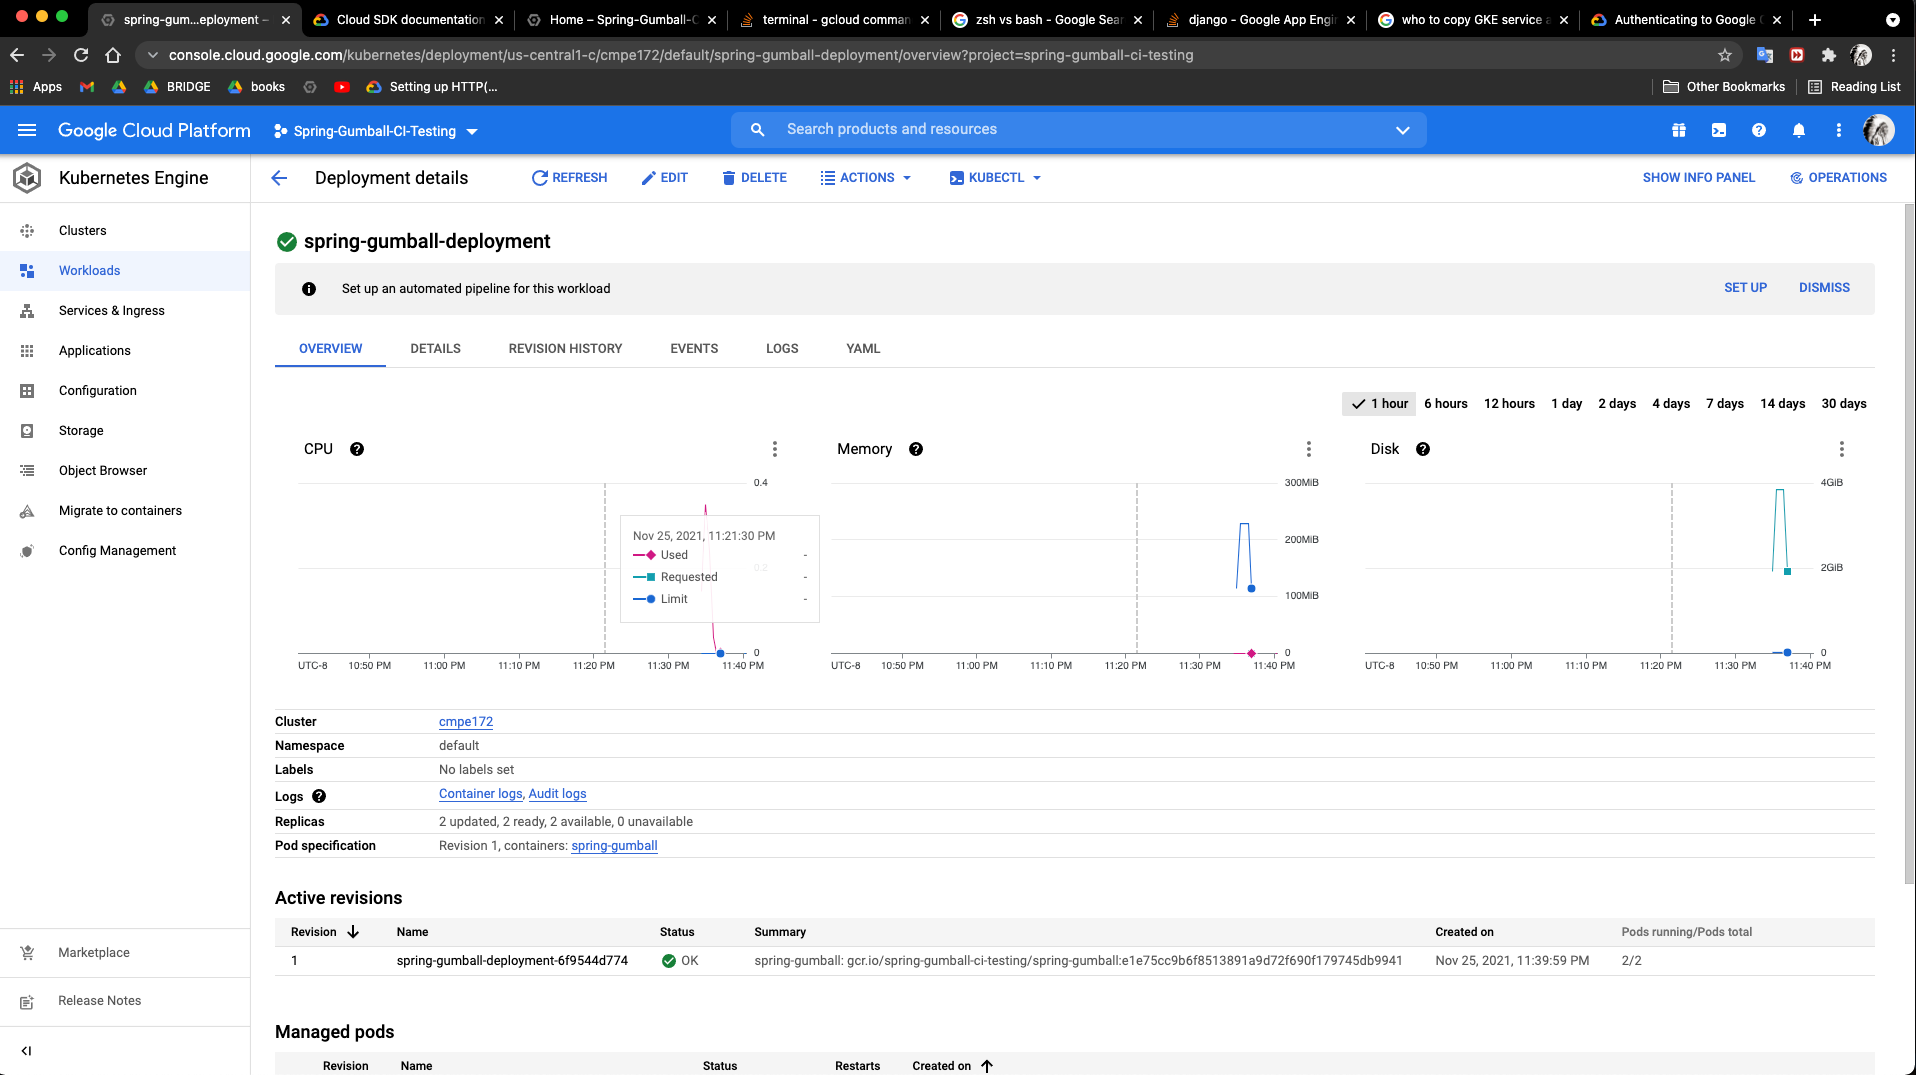 spring-gum...eployment –
Cloud SDK documentation
Home – Spring-Gumball-C
terminal - gcloud comman
zsh vs bash - Google Sear
django - Google App Engi
who to copy GKE service a
Authenticating to Google C
console.cloud.google.com/kubernetes/deployment/us-central1-c/cmpe172/default/spring-gumball-deployment/overview?project=spring-gumball-ci-testing
Apps BRIDGE books Setting up HTTP(... Other Bookmarks Reading List
Google Cloud Platform Spring-Gumball-CI-Testing Search products and resources
Kubernetes Engine
Deployment details REFRESH EDIT DELETE ACTIONS KUBECTL SHOW INFO PANEL OPERATIONS
Clusters
Workloads
Services & Ingress
Applications
Configuration
Storage
Object Browser
Migrate to containers
Config Management
Marketplace
Release Notes
spring-gumball-deployment
Set up an automated pipeline for this workload SET UP DISMISS
OVERVIEW DETAILS REVISION HISTORY EVENTS LOGS YAML
1 hour 6 hours 12 hours 1 day 2 days 4 days 7 days 14 days 30 days
CPU
0.4
0.2
0
Nov 25, 2021, 11:21:30 PM
Used -
Requested -
Limit -
UTC-8 10:50 PM 11:00 PM 11:10 PM 11:20 PM 11:30 PM 11:40 PM
Memory
300MiB
200MiB
100MiB
0
UTC-8 10:50 PM 11:00 PM 11:10 PM 11:20 PM 11:30 PM 11:40 PM
Disk
4GiB
2GiB
0
UTC-8 10:50 PM 11:00 PM 11:10 PM 11:20 PM 11:30 PM 11:40 PM
Cluster cmpe172
Namespace default
Labels No labels set
Logs Container logs, Audit logs
Replicas 2 updated, 2 ready, 2 available, 0 unavailable
Pod specification Revision 1, containers: spring-gumball
Active revisions
Revision Name Status Summary Created on Pods running/Pods total
1 spring-gumball-deployment-6f9544d774 OK spring-gumball: gcr.io/spring-gumball-ci-testing/spring-gumball:e1e75cc9b6f8513891a9d72f690f179745db9941 Nov 25, 2021, 11:39:59 PM 2/2
Managed pods
Revision Name Status Restarts Created on